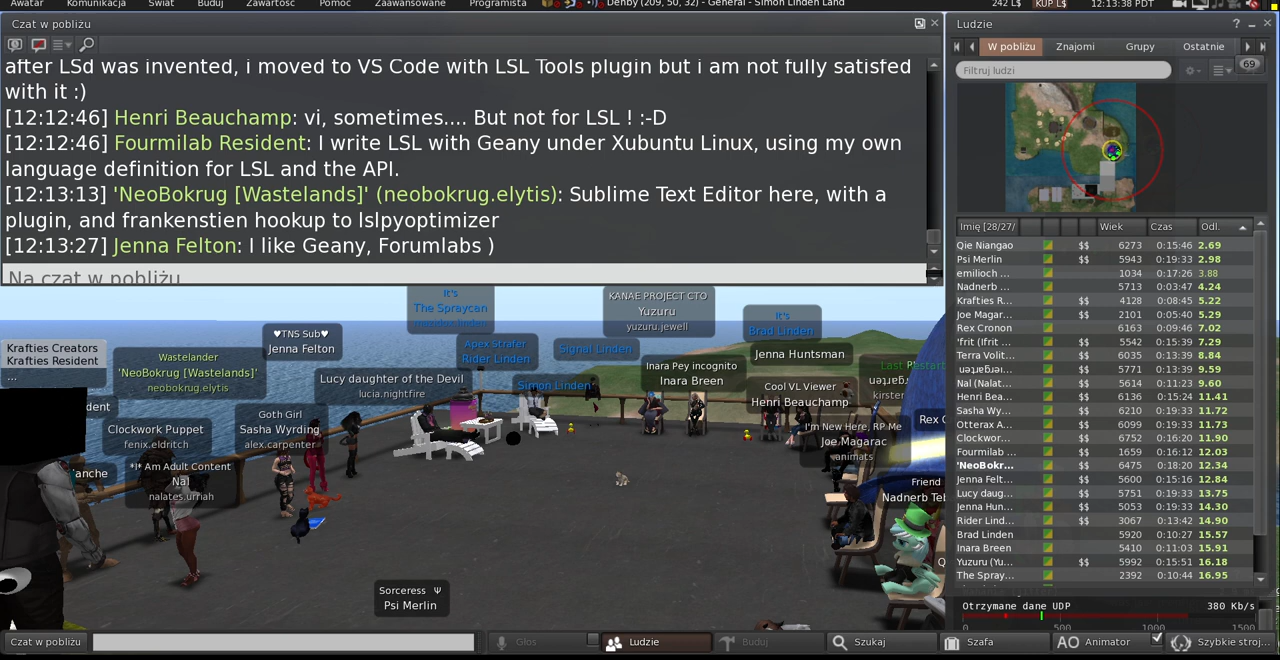 Awatar Komunikacja Świat Buduj Zawartość Pomoc Zaawansowane Programista Denby (209, 50, 32) - General - Simon Linden Land 242 L$ KUP L$ 12:13:38 PDT
Czat w pobliżu
after LSd was invented, i moved to VS Code with LSL Tools plugin but i am not fully satisfed
with it :)
[12:12:46] Henri Beauchamp: vi, sometimes.... But not for LSL ! :-D
[12:12:46] Fourmilab Resident: I write LSL with Geany under Xubuntu Linux, using my own
language definition for LSL and the API.
[12:13:13] 'NeoBokrug [Wastelands]' (neobokrug.elytis): Sublime Text Editor here, with a
plugin, and frankenstien hookup to lslpyoptimizer
[12:13:27] Jenna Felton: I like Geany, Forumlabs )
Na czat w pobliżu
It's
The Spraycan
KANAE PROJECT CTO
Yuzuru
yuzuru.jewell
It's
Brad Linden
♥TNS Sub♥
Jenna Felton
Krafties Creators
Krafties Resident
...
Wastelander
'NeoBokrug [Wastelands]'
neobokrug.elytis
Apex Strafer
Rider Linden
Signal Linden
Jenna Huntsman
Lucy daughter of the Devil
lucia.nightfire
Simon Linden
Inara Pey incognito
Inara Breen
Last
kirster
Cool VL Viewer
Henri Beauchamp
dent
Goth Girl
Sasha Wyrding
alex.carpenter
Clockwork Puppet
fenix.eldritch
I'm New Here, RP Me
Joe Magarac
animats
Rex C
anche
*I* Am Adult Content
Nal
nalates.urriah
Friend
Nadnerb Teb
Sorceress Ψ
Psi Merlin
Ludzie
? _ ×
W pobliżu Znajomi Grupy Ostatnie
Filtruj ludzi 69
Imię [28/27/ Wiek Czas Odl.
Qie Niangao $$ 6273 0:15:46 2.69
Psi Merlin $$ 5943 0:19:33 2.98
emilioch ... 1034 0:17:26 3.88
Nadnerb ... 5713 0:03:47 4.24
Krafties R... $$ 4128 0:08:45 5.22
Joe Magar... $$ 2101 0:05:40 5.29
Rex Cronon 6163 0:09:46 7.02
'frit (Ifrit ... $$ 5542 0:15:39 7.29
Terra Volit... $$ 6035 0:13:39 8.84
$$ 5771 0:13:39 9.59
Nal (Nalat... $$ 5614 0:11:23 9.60
Henri Bea... $$ 6136 0:15:24 11.41
Sasha Wy... $$ 6210 0:19:33 11.72
Otterax A... $$ 6099 0:19:33 11.73
Clockwor... $$ 6752 0:16:20 11.90
Fourmilab ... $$ 1659 0:16:12 12.03
'NeoBokr... $$ 6475 0:18:20 12.34
Jenna Felt... $$ 5600 0:15:16 12.84
Lucy daug... $$ 5751 0:19:33 13.75
Jenna Hun... $$ 5053 0:19:33 14.30
Rider Lind... $$ 3067 0:13:42 14.90
Brad Linden 5920 0:10:27 15.57
Inara Breen 5410 0:11:03 15.91
Yuzuru (Yu... $$ 5992 0:15:51 16.18
The Spray... 2392 0:10:44 16.95
Otrzymane dane UDP 380 Kb/s
0 500 1000 1500
Czat w pobliżu Głos Ludzie Buduj Szukaj Szafa AO Animator Szybkie stroj...